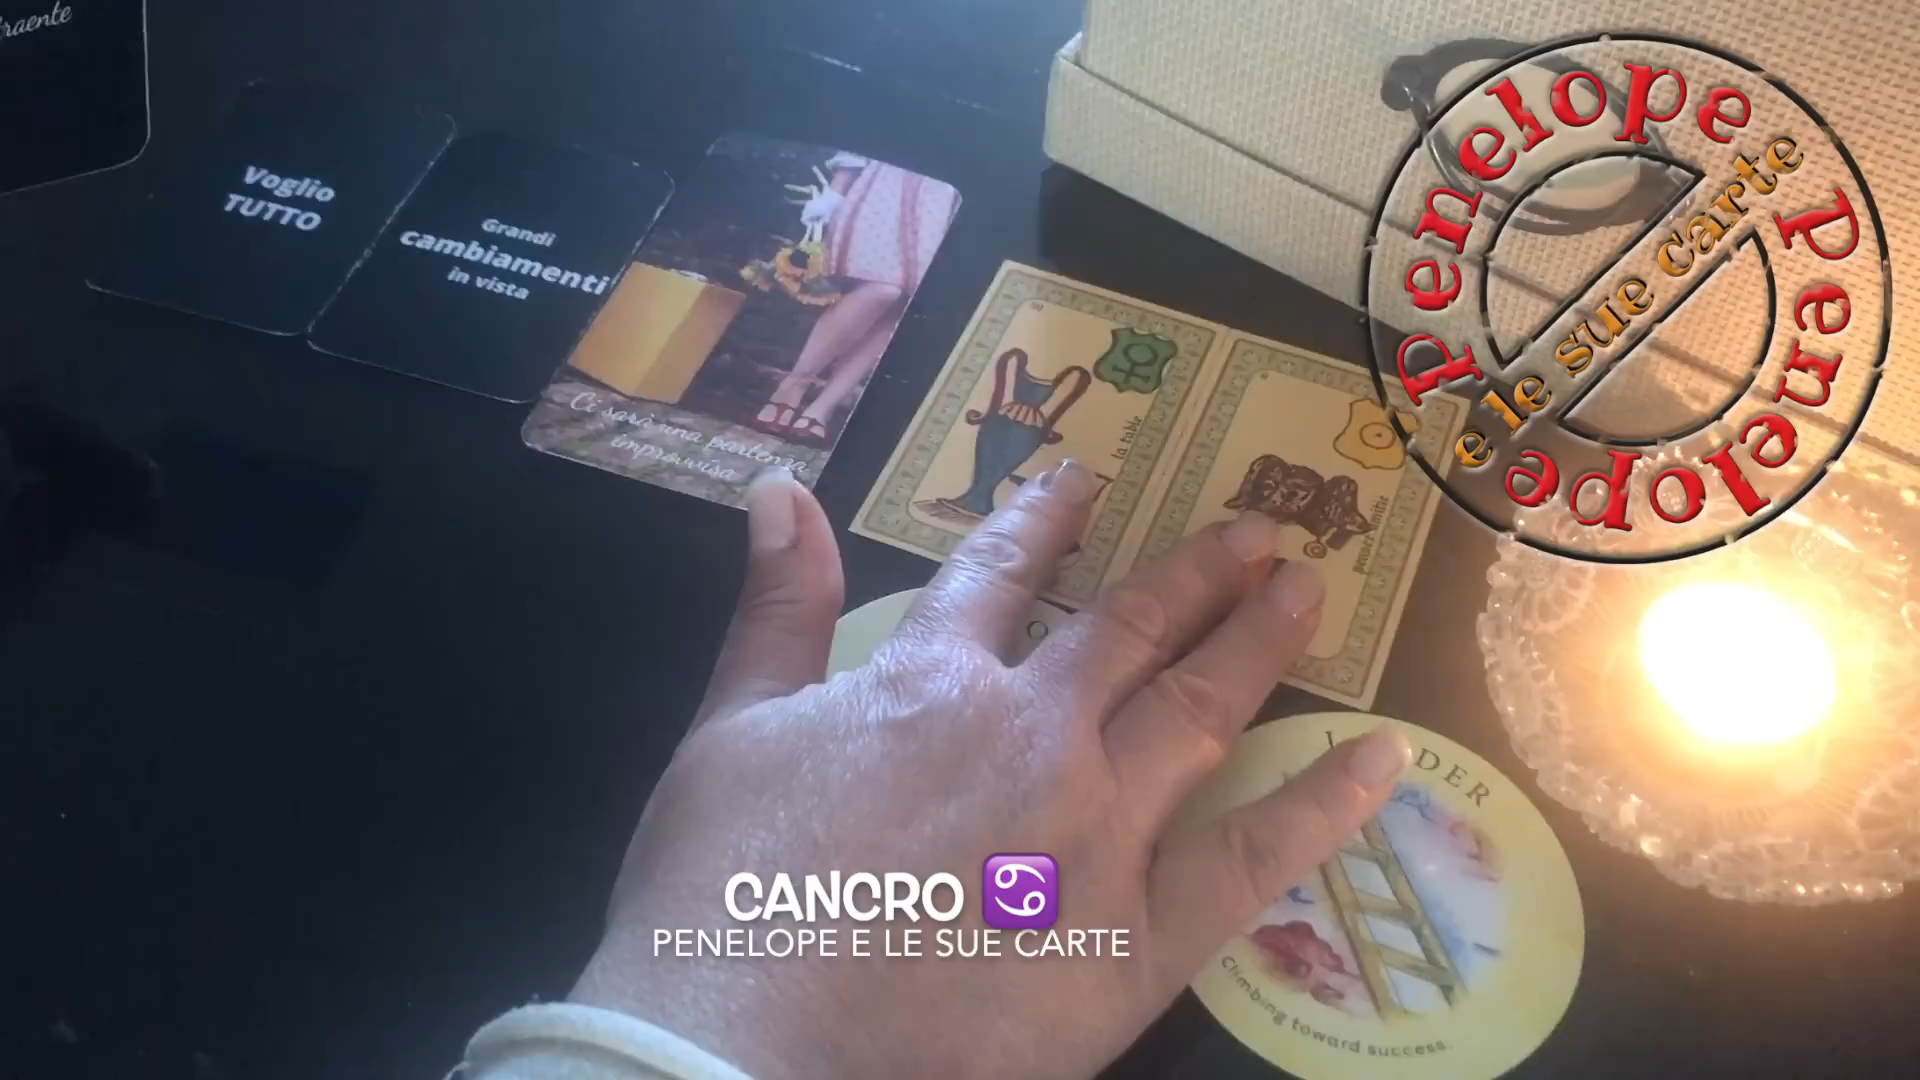 Voglio
TUTTO
Grandi
cambiamenti
in vista
Ci sarà una partenza
improvvisa
la table
Penelope Penelope
e le sue carte
DER
Climbing toward success.
CANCRO ♋
PENELOPE E LE SUE CARTE